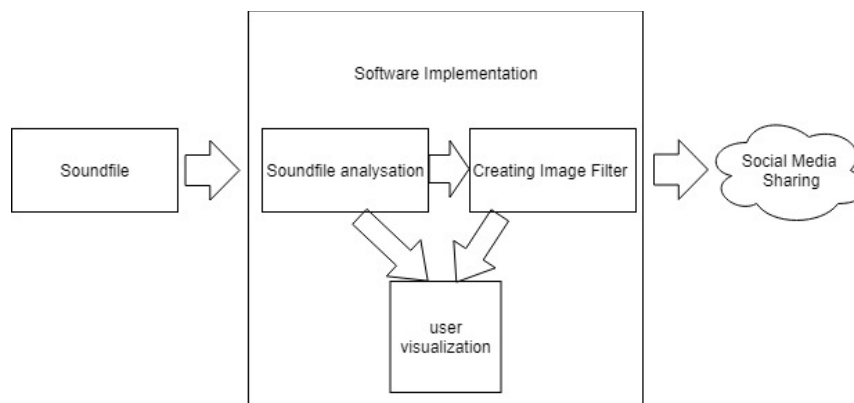 Software Implementation
Soundfile
Soundfile analysation
Creating Image Filter
Social Media
Sharing
user
visualization